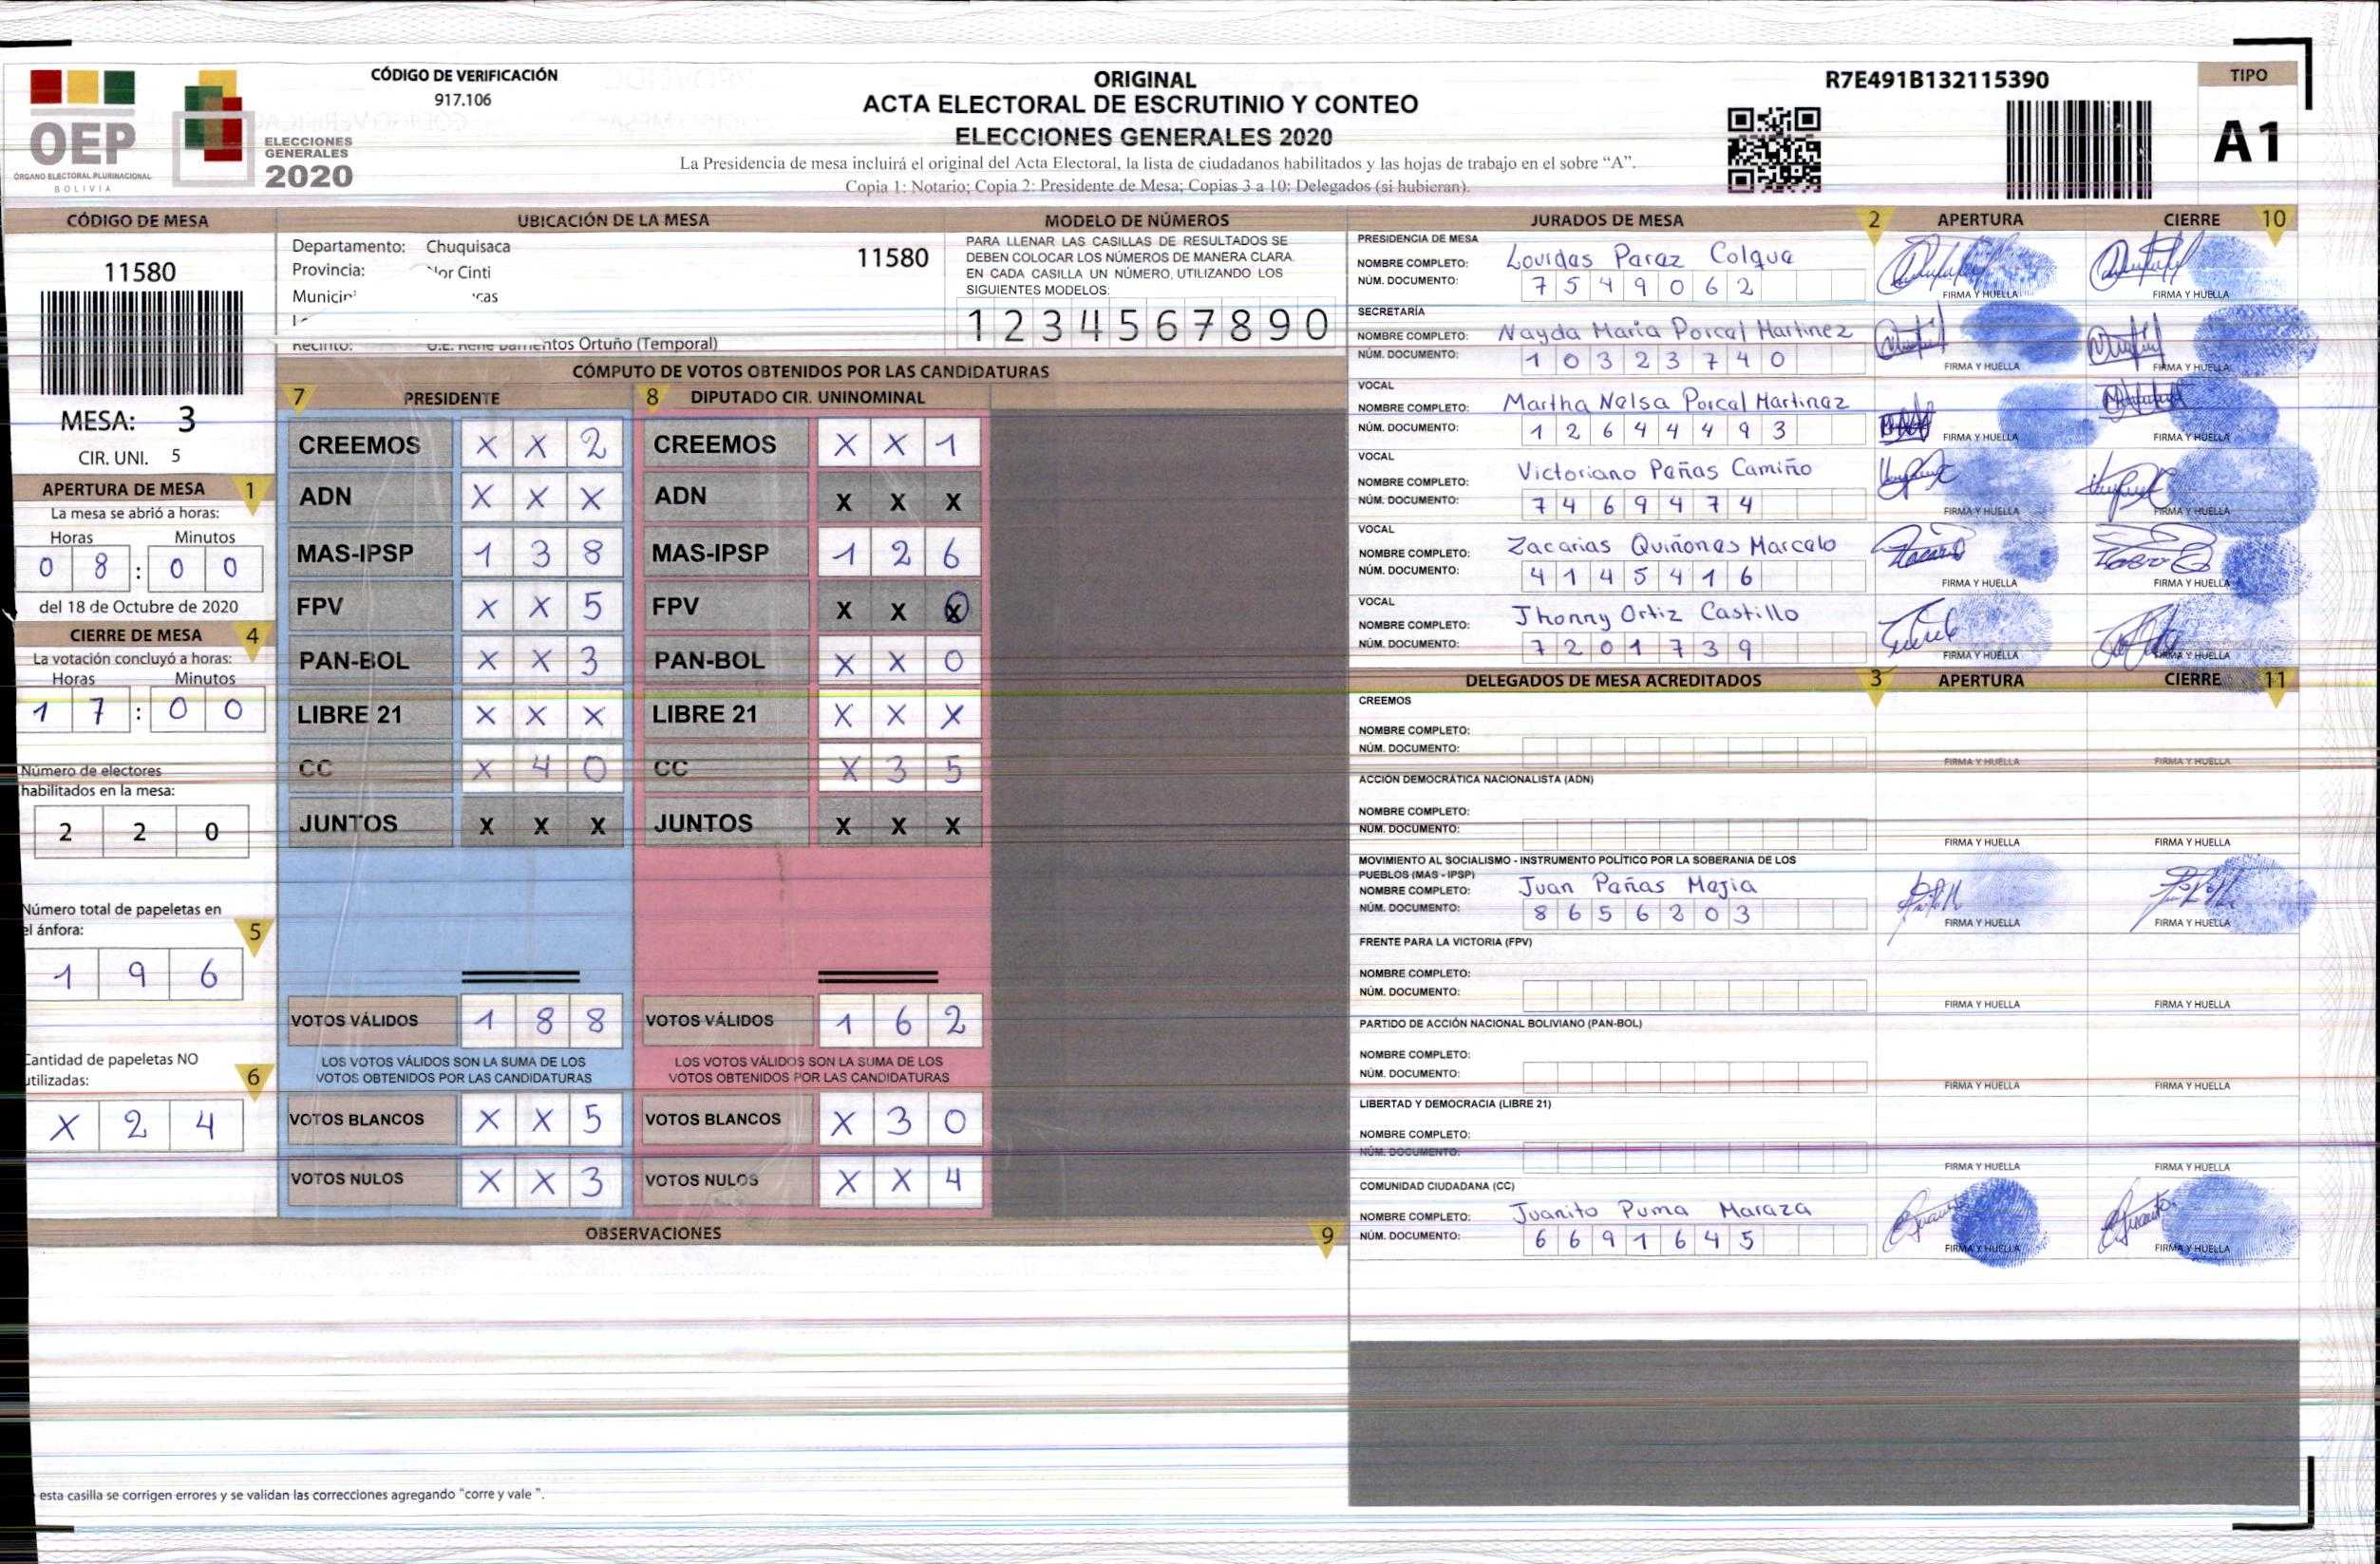 CÓDIGO DE VERIFICACIÓN
917.106
ORIGINAL
ACTA ELECTORAL DE ESCRUTINIO Y CONTEO
ELECCIONES GENERALES 2020
La Presidencia de mesa incluirá el original del Acta Electoral, la lista de ciudadanos habilitados y las hojas de trabajo en el sobre “A”.
Copia 1: Notario; Copia 2: Presidente de Mesa; Copias 3 a 10: Delegados (si hubieran).
R7E491B132115390
TIPO
A1
OEP
ÓRGANO ELECTORAL PLURINACIONAL
BOLIVIA
ELECCIONES
GENERALES
2020
CÓDIGO DE MESA
11580
MESA: 3
CIR. UNI. 5
APERTURA DE MESA 1
La mesa se abrió a horas:
Horas Minutos
0 8 : 0 0
del 18 de Octubre de 2020
CIERRE DE MESA 4
La votación concluyó a horas:
Horas Minutos
1 7 : 0 0
Número de electores
habilitados en la mesa:
2 2 0
Número total de papeletas en
el ánfora: 5
1 9 6
Cantidad de papeletas NO
utilizadas: 6
X 2 4
UBICACIÓN DE LA MESA
Departamento: Chuquisaca 11580
Provincia: Nor Cinti
Recinto: U.E. René Barrientos Ortuño (Temporal)
MODELO DE NÚMEROS
PARA LLENAR LAS CASILLAS DE RESULTADOS SE
DEBEN COLOCAR LOS NÚMEROS DE MANERA CLARA.
EN CADA CASILLA UN NÚMERO, UTILIZANDO LOS
SIGUIENTES MODELOS:
1 2 3 4 5 6 7 8 9 0
CÓMPUTO DE VOTOS OBTENIDOS POR LAS CANDIDATURAS
7 PRESIDENTE 8 DIPUTADO CIR. UNINOMINAL
CREEMOS X X 2 CREEMOS X X 1
ADN X X X ADN X X X
MAS-IPSP 1 3 8 MAS-IPSP 1 2 6
FPV X X 5 FPV X X
PAN-BOL X X 3 PAN-BOL X X 0
LIBRE 21 X X X LIBRE 21 X X X
CC X 4 0 CC X 3 5
JUNTOS X X X JUNTOS X X X
VOTOS VÁLIDOS 1 8 8 VOTOS VÁLIDOS 1 6 2
LOS VOTOS VÁLIDOS SON LA SUMA DE LOS LOS VOTOS VÁLIDOS SON LA SUMA DE LOS
VOTOS OBTENIDOS POR LAS CANDIDATURAS VOTOS OBTENIDOS POR LAS CANDIDATURAS
VOTOS BLANCOS X X 5 VOTOS BLANCOS X 3 0
VOTOS NULOS X X 3 VOTOS NULOS X X 4
OBSERVACIONES 9
esta casilla se corrigen errores y se validan las correcciones agregando "corre y vale ".
JURADOS DE MESA 2 APERTURA CIERRE 10
PRESIDENCIA DE MESA
NOMBRE COMPLETO: Lourdas Paraz Colqua
NÚM. DOCUMENTO: 7 5 4 9 0 6 2
FIRMA Y HUELLA FIRMA Y HUELLA
SECRETARÍA
NOMBRE COMPLETO: Nayda Maria Porcal Martinez
NÚM. DOCUMENTO: 1 0 3 2 3 7 4 0
FIRMA Y HUELLA FIRMA Y HUELLA
VOCAL
NOMBRE COMPLETO: Martha Nelsa Porcal Martinaz
NÚM. DOCUMENTO: 1 2 6 4 4 4 9 3
FIRMA Y HUELLA FIRMA Y HUELLA
VOCAL
NOMBRE COMPLETO: Victoriano Pañas Camiño
NÚM. DOCUMENTO: 7 4 6 9 4 7 4
FIRMA Y HUELLA FIRMA Y HUELLA
VOCAL
NOMBRE COMPLETO: Zacarias Quiñonas Marcalo
NÚM. DOCUMENTO: 4 1 4 5 4 1 6
FIRMA Y HUELLA FIRMA Y HUELLA
VOCAL
NOMBRE COMPLETO: Jhonny Ortiz Castillo
NÚM. DOCUMENTO: 7 2 0 1 7 3 9
FIRMA Y HUELLA FIRMA Y HUELLA
DELEGADOS DE MESA ACREDITADOS 3 APERTURA CIERRE 11
CREEMOS
NOMBRE COMPLETO:
NÚM. DOCUMENTO:
FIRMA Y HUELLA FIRMA Y HUELLA
ACCIÓN DEMOCRÁTICA NACIONALISTA (ADN)
NOMBRE COMPLETO:
NÚM. DOCUMENTO:
FIRMA Y HUELLA FIRMA Y HUELLA
MOVIMIENTO AL SOCIALISMO - INSTRUMENTO POLÍTICO POR LA SOBERANIA DE LOS
PUEBLOS (MAS - IPSP)
NOMBRE COMPLETO: Juan Pañas Majia
NÚM. DOCUMENTO: 8 6 5 6 2 0 3
FIRMA Y HUELLA FIRMA Y HUELLA
FRENTE PARA LA VICTORIA (FPV)
NOMBRE COMPLETO:
NÚM. DOCUMENTO:
FIRMA Y HUELLA FIRMA Y HUELLA
PARTIDO DE ACCIÓN NACIONAL BOLIVIANO (PAN-BOL)
NOMBRE COMPLETO:
NÚM. DOCUMENTO:
FIRMA Y HUELLA FIRMA Y HUELLA
LIBERTAD Y DEMOCRACIA (LIBRE 21)
NOMBRE COMPLETO:
NÚM. DOCUMENTO:
FIRMA Y HUELLA FIRMA Y HUELLA
COMUNIDAD CIUDADANA (CC)
NOMBRE COMPLETO: Juanito Puma Maraza
NÚM. DOCUMENTO: 6 6 9 1 6 4 5
FIRMA Y HUELLA FIRMA Y HUELLA